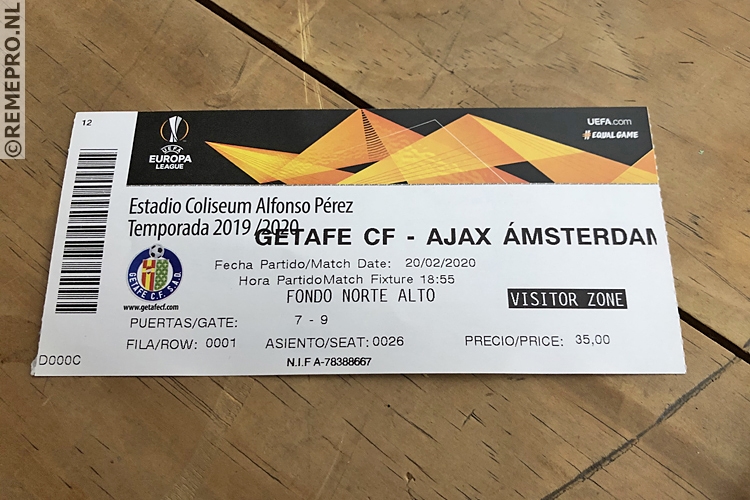 ©REMEPRO.NL
12
UEFA
EUROPA
LEAGUE
UEFA.com
#EQUALGAME
Estadio Coliseum Alfonso Pérez
Temporada 2019/2020
GETAFE CF - AJAX ÁMSTERDAM
Fecha Partido/Match Date: 20/02/2020
Hora PartidoMatch Fixture 18:55
FONDO NORTE ALTO
VISITOR ZONE
GETAFE C.F. S.A.D.
www.getafecf.com
PUERTAS/GATE: 7 - 9
FILA/ROW: 0001 ASIENTO/SEAT: 0026 PRECIO/PRICE: 35,00
D000C
N.I.F A-78388667